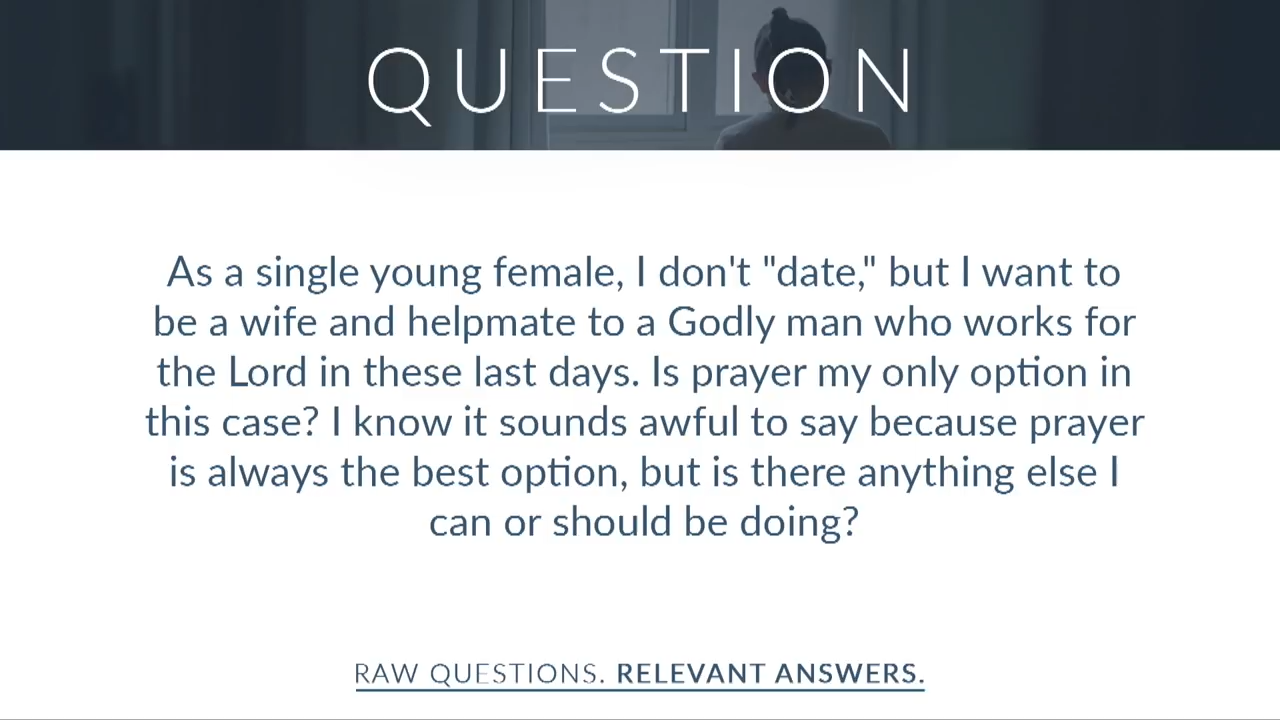 QUESTION
As a single young female, I don't "date," but I want to
be a wife and helpmate to a Godly man who works for
the Lord in these last days. Is prayer my only option in
this case? I know it sounds awful to say because prayer
is always the best option, but is there anything else I
can or should be doing?
RAW QUESTIONS. RELEVANT ANSWERS.